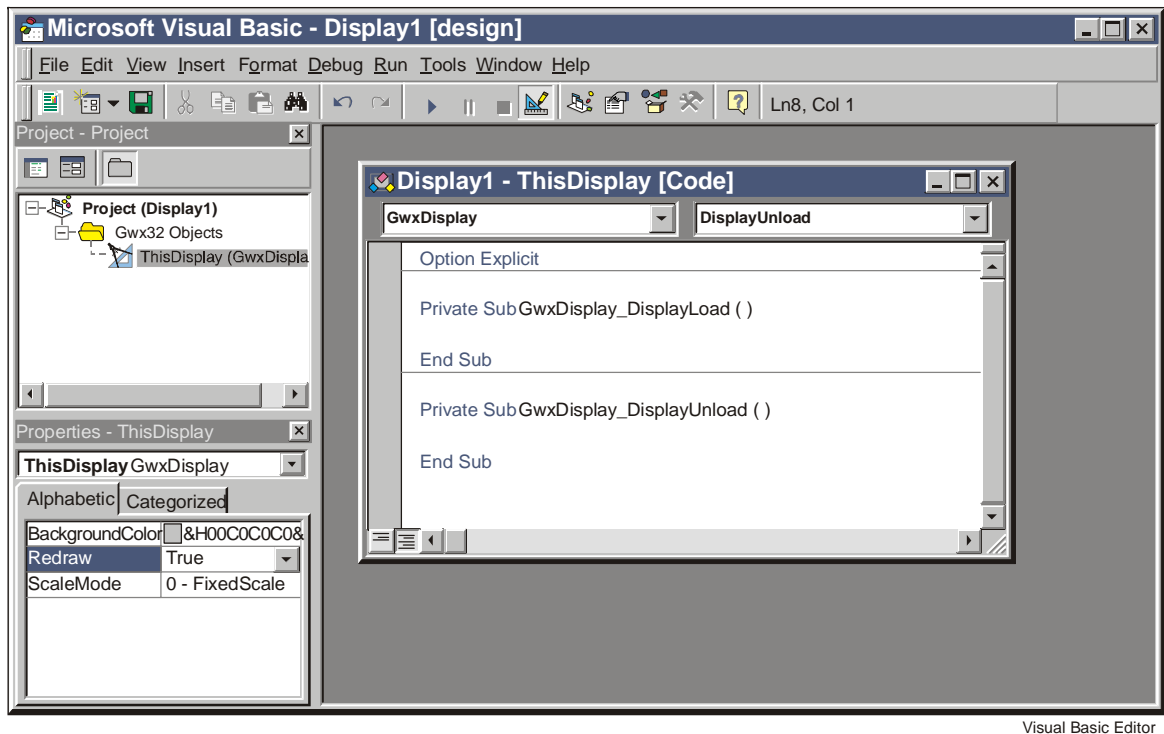 Microsoft Visual Basic - Display1 [design]
File Edit View Insert Format Debug Run Tools Window Help
Ln8, Col 1
Project - Project
Project (Display1)
Gwx32 Objects
ThisDisplay (GwxDispla
Properties - ThisDisplay
ThisDisplay GwxDisplay
Alphabetic Categorized
BackgroundColor &H00C0C0C0&
Redraw True
ScaleMode 0 - FixedScale
Display1 - ThisDisplay [Code]
GwxDisplay DisplayUnload
Option Explicit
Private Sub GwxDisplay_DisplayLoad ( )
End Sub
Private Sub GwxDisplay_DisplayUnload ( )
End Sub
Visual Basic Editor